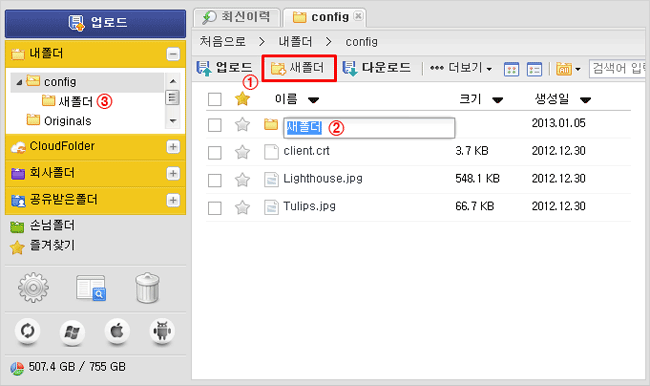 업로드
내폴더
config
새폴더 ③
Originals
CloudFolder
회사폴더
공유받은폴더
손님폴더
즐겨찾기
507.4 GB / 755 GB
최신이력 config
처음으로 > 내폴더 > config
업로드 새폴더 다운로드 ••• 더보기
①
이름 크기 생성일
새폴더 ② 2013.01.05
client.crt 3.7 KB 2012.12.30
Lighthouse.jpg 548.1 KB 2012.12.30
Tulips.jpg 66.7 KB 2012.12.30